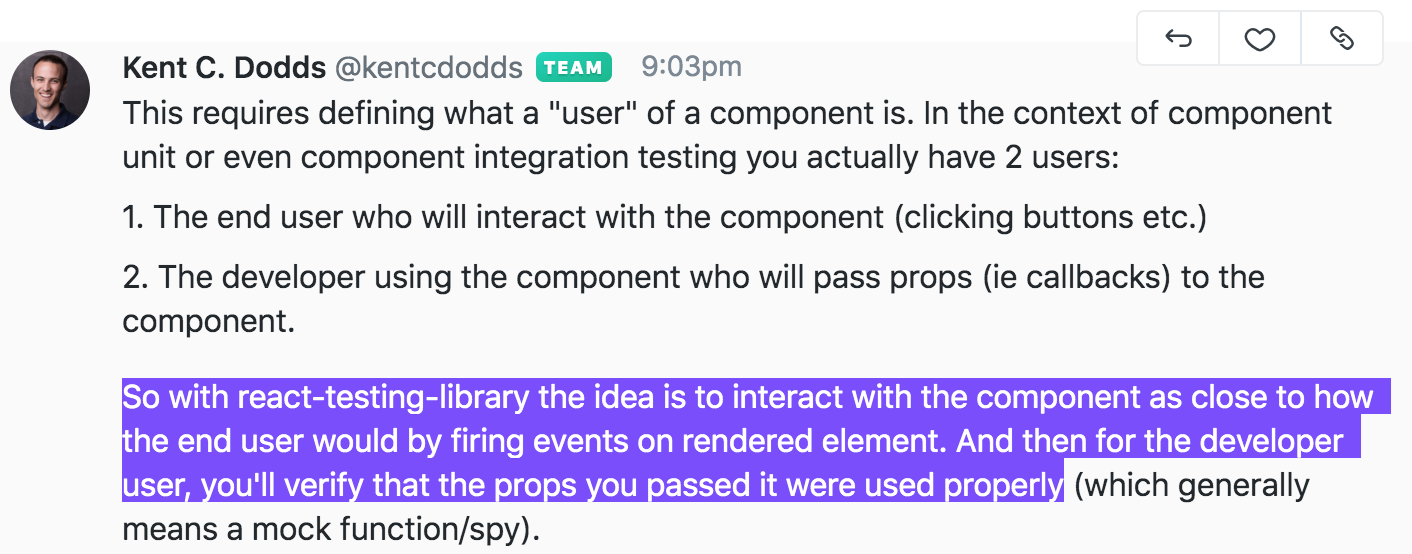 Kent C. Dodds @kentcdodds TEAM 9:03pm
This requires defining what a "user" of a component is. In the context of component
unit or even component integration testing you actually have 2 users:
1. The end user who will interact with the component (clicking buttons etc.)
2. The developer using the component who will pass props (ie callbacks) to the
component.
So with react-testing-library the idea is to interact with the component as close to how
the end user would by firing events on rendered element. And then for the developer
user, you'll verify that the props you passed it were used properly (which generally
means a mock function/spy).